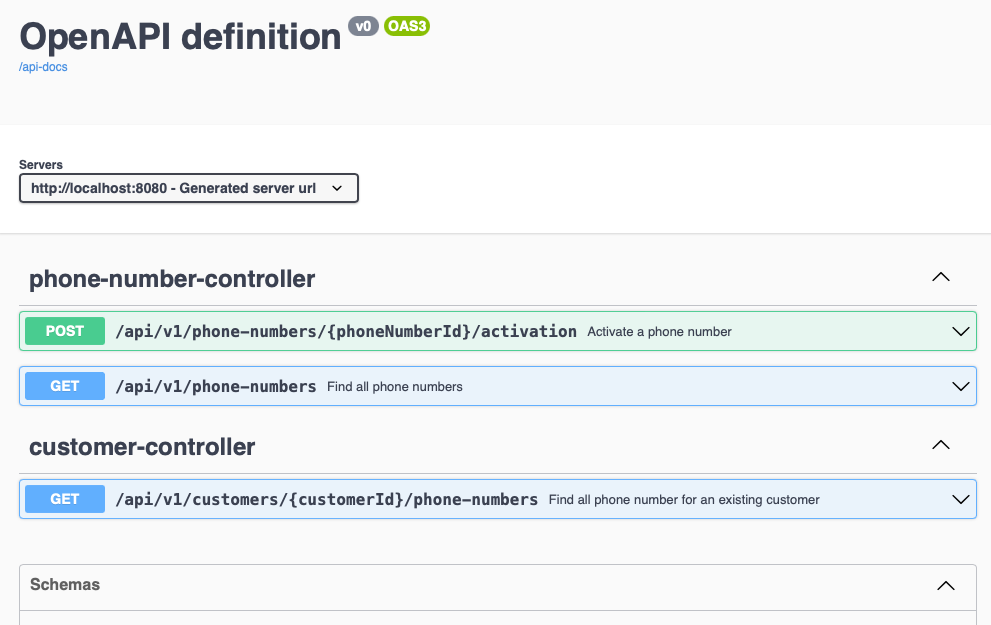 OpenAPI definition v0 OAS3
/api-docs
Servers
http://localhost:8080 - Generated server url
phone-number-controller
POST /api/v1/phone-numbers/{phoneNumberId}/activation Activate a phone number
GET /api/v1/phone-numbers Find all phone numbers
customer-controller
GET /api/v1/customers/{customerId}/phone-numbers Find all phone number for an existing customer
Schemas